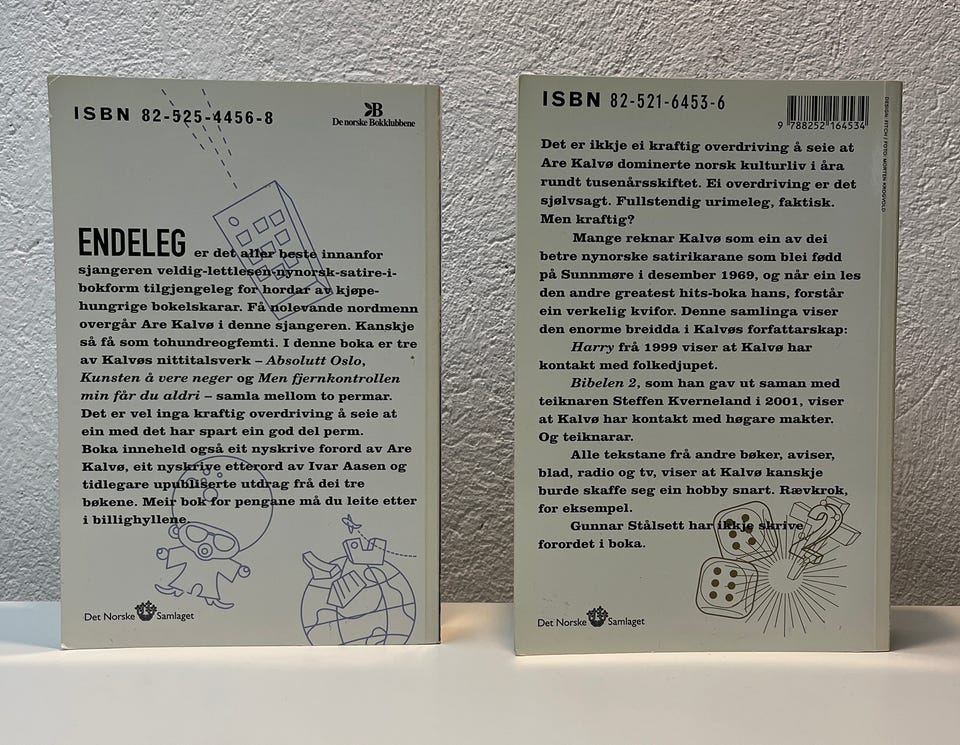 ISBN 82-525-4456-8
De norske Bokklubbene
ENDELEG er det aller beste innanfor
sjangeren veldig-lettlesen-nynorsk-satire-i-
bokform tilgjengeleg for hordar av kjøpe-
hungrige bokelskarar. Få nolevande nordmenn
overgår Are Kalvø i denne sjangeren. Kanskje
så få som tohundreogfemti. I denne boka er tre
av Kalvøs nittitalsverk – Absolutt Oslo,
Kunsten å vere neger og Men fjernkontrollen
min får du aldri – samla mellom to permar.
Det er vel inga kraftig overdriving å seie at
ein med det har spart ein god del perm.
Boka inneheld også eit nyskrive forord av Are
Kalvø, eit nyskrive etterord av Ivar Aasen og
tidlegare upubliserte utdrag frå dei tre
bøkene. Meir bok for pengane må du leite etter
i billighyllene.
Det Norske Samlaget
ISBN 82-521-6453-6
9 788252 164534
DESIGN: FITCH / FOTO: MORTEN KROGVOLD
Det er ikkje ei kraftig overdriving å seie at
Are Kalvø dominerte norsk kulturliv i åra
rundt tusenårsskiftet. Ei overdriving er det
sjølvsagt. Fullstendig urimeleg, faktisk.
Men kraftig?
Mange reknar Kalvø som ein av dei
betre nynorske satirikarane som blei fødd
på Sunnmøre i desember 1969, og når ein les
den andre greatest hits-boka hans, forstår
ein verkelig kvifor. Denne samlinga viser
den enorme breidda i Kalvøs forfattarskap:
Harry frå 1999 viser at Kalvø har
kontakt med folkedjupet.
Bibelen 2, som han gav ut saman med
teiknaren Steffen Kverneland i 2001, viser
at Kalvø har kontakt med høgare makter.
Og teiknarar.
Alle tekstane frå andre bøker, aviser,
blad, radio og tv, viser at Kalvø kanskje
burde skaffe seg ein hobby snart. Rævkrok,
for eksempel.
Gunnar Stålsett har ikkje skrive
forordet i boka.
2
Det Norske Samlaget